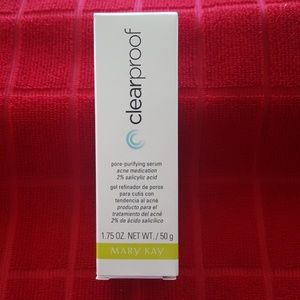 clearproof
pore-purifying serum
acne medication
2% salicylic acid
gel refinador de poros
para cutis con
tendencia al acné
producto para el
tratamiento del acné
2% de ácido salicílico
1.75 OZ. NET WT. / 50 g
MARY KAY